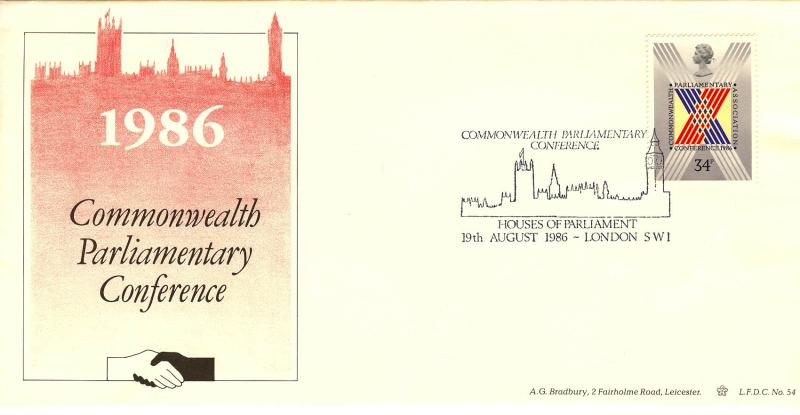 1986
Commonwealth
Parliamentary
Conference
COMMONWEALTH PARLIAMENTARY
CONFERENCE
HOUSES OF PARLIAMENT
19th AUGUST 1986 ~ LONDON SW1
PARLIAMENTARY
ASSOCIATION
COMMONWEALTH
CONFERENCE 1986
34P
A.G. Bradbury, 2 Fairholme Road, Leicester. L.F.D.C. No. 54